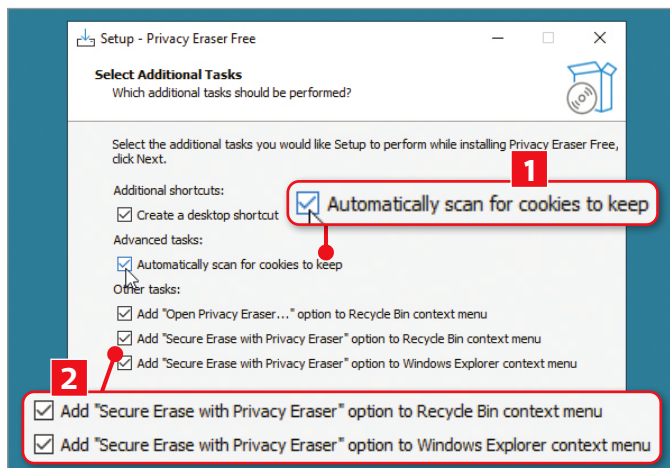 Setup - Privacy Eraser Free
Select Additional Tasks
Which additional tasks should be performed?
Select the additional tasks you would like Setup to perform while installing Privacy Eraser Free,
click Next.
1
Additional shortcuts:
Automatically scan for cookies to keep
Create a desktop shortcut
Advanced tasks:
Automatically scan for cookies to keep
Other tasks:
Add "Open Privacy Eraser..." option to Recycle Bin context menu
Add "Secure Erase with Privacy Eraser" option to Recycle Bin context menu
Add "Secure Erase with Privacy Eraser" option to Windows Explorer context menu
2
Add "Secure Erase with Privacy Eraser" option to Recycle Bin context menu
Add "Secure Erase with Privacy Eraser" option to Windows Explorer context menu